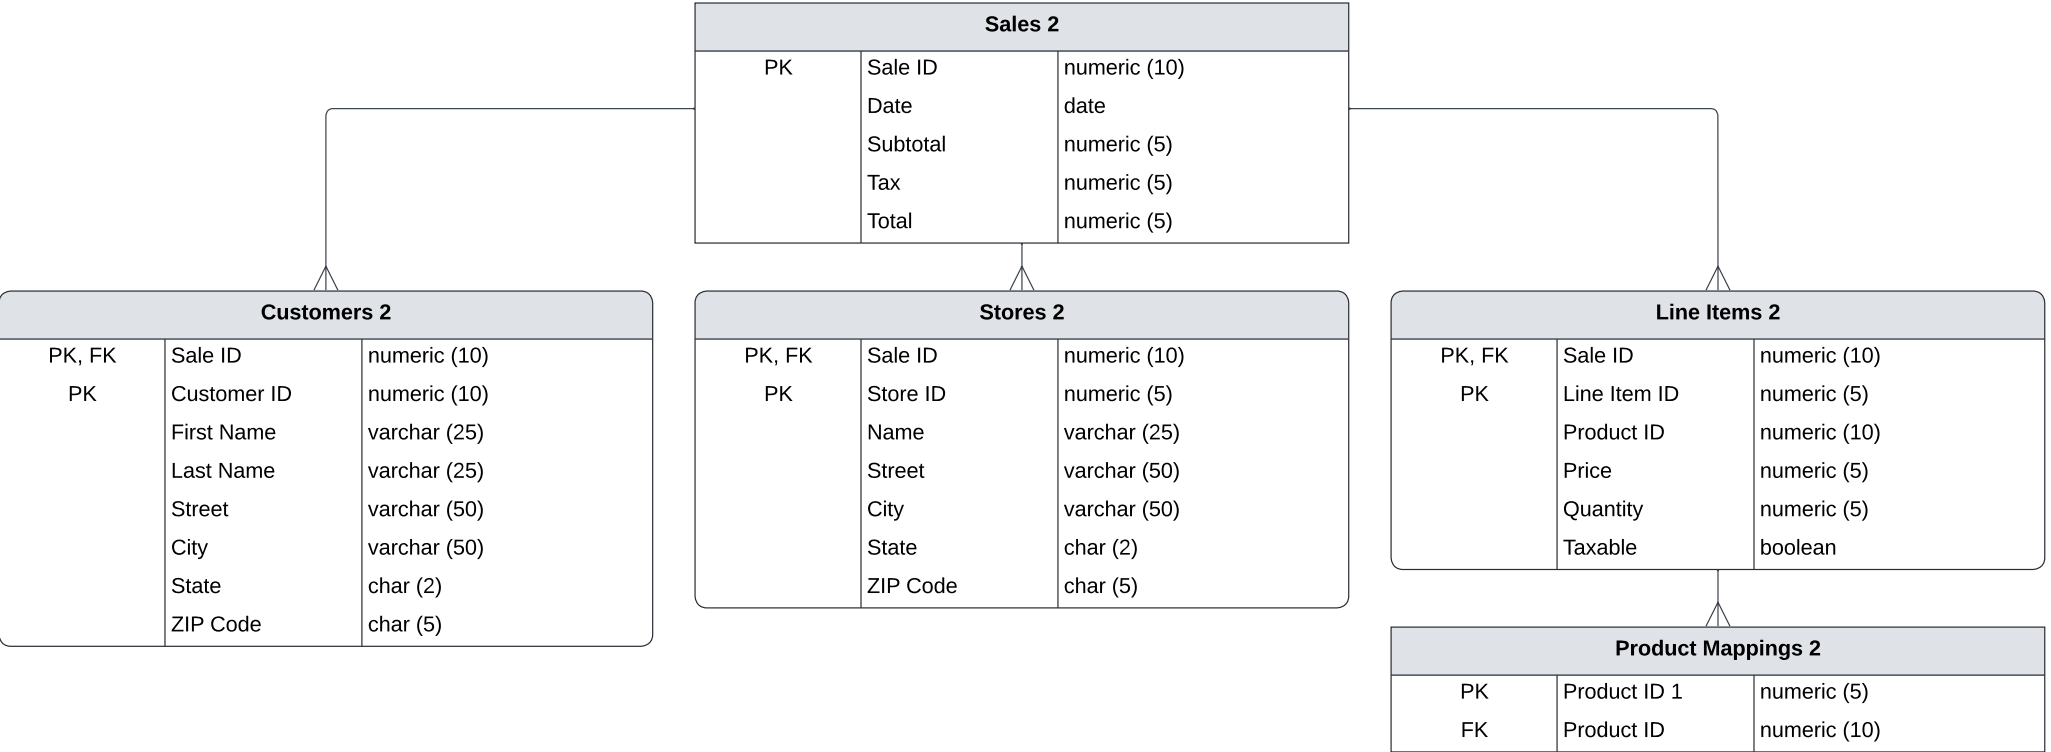 Sales 2
PK Sale ID numeric (10)
Date date
Subtotal numeric (5)
Tax numeric (5)
Total numeric (5)
Customers 2
PK, FK Sale ID numeric (10)
PK Customer ID numeric (10)
First Name varchar (25)
Last Name varchar (25)
Street varchar (50)
City varchar (50)
State char (2)
ZIP Code char (5)
Stores 2
PK, FK Sale ID numeric (10)
PK Store ID numeric (5)
Name varchar (25)
Street varchar (50)
City varchar (50)
State char (2)
ZIP Code char (5)
Line Items 2
PK, FK Sale ID numeric (10)
PK Line Item ID numeric (5)
Product ID numeric (10)
Price numeric (5)
Quantity numeric (5)
Taxable boolean
Product Mappings 2
PK Product ID 1 numeric (5)
FK Product ID numeric (10)